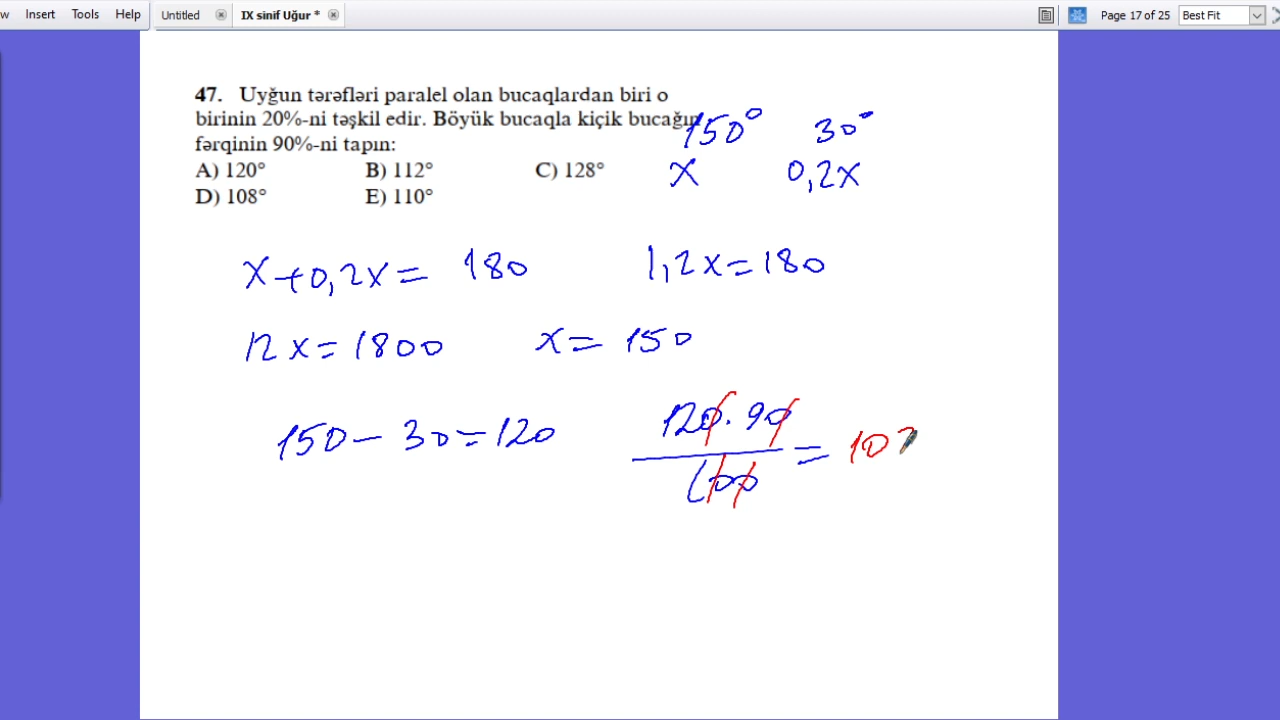 w Insert Tools Help Untitled IX sinif Uğur * Page 17 of 25 Best Fit
47. Uyğun tərəfləri paralel olan bucaqlardan biri o
birinin 20%-ni təşkil edir. Böyük bucaqla kiçik bucağın
fərqinin 90%-ni tapın:
150° 30°
A) 120° B) 112° C) 128°
D) 108° E) 110°
x 0,2x
x+0,2x= 180 1,2x=180
12x=1800 x= 150
150-30=120
120·90
100
= 10